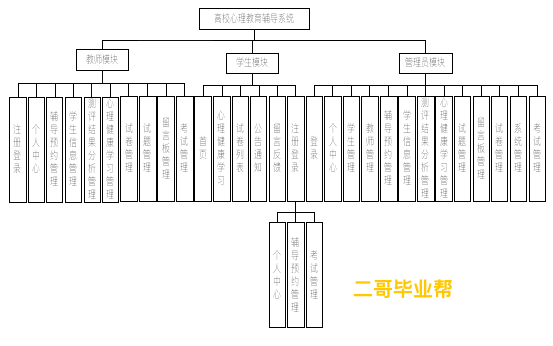 高校心理教育辅导系统
教师模块
学生模块
管理员模块
注册登录
个人中心
辅导预约管理
学生信息管理
测评结果分析管理
心理健康学习管理
试卷管理
试题管理
留言板管理
考试管理
首页
心理健康学习
试卷列表
公告通知
留言反馈
注册登录
登录
个人中心
学生管理
教师管理
辅导预约管理
学生信息管理
测评结果分析管理
心理健康学习管理
试题管理
留言板管理
试卷管理
系统管理
考试管理
个人中心
辅导预约管理
考试管理
二哥毕业帮